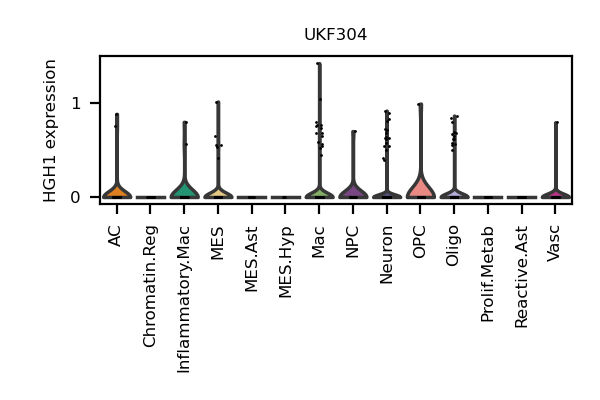 UKF304
HGH1 expression
1
0
AC
Chromatin.Reg
Inflammatory.Mac
MES
MES.Ast
MES.Hyp
Mac
NPC
Neuron
OPC
Oligo
Prolif.Metab
Reactive.Ast
Vasc